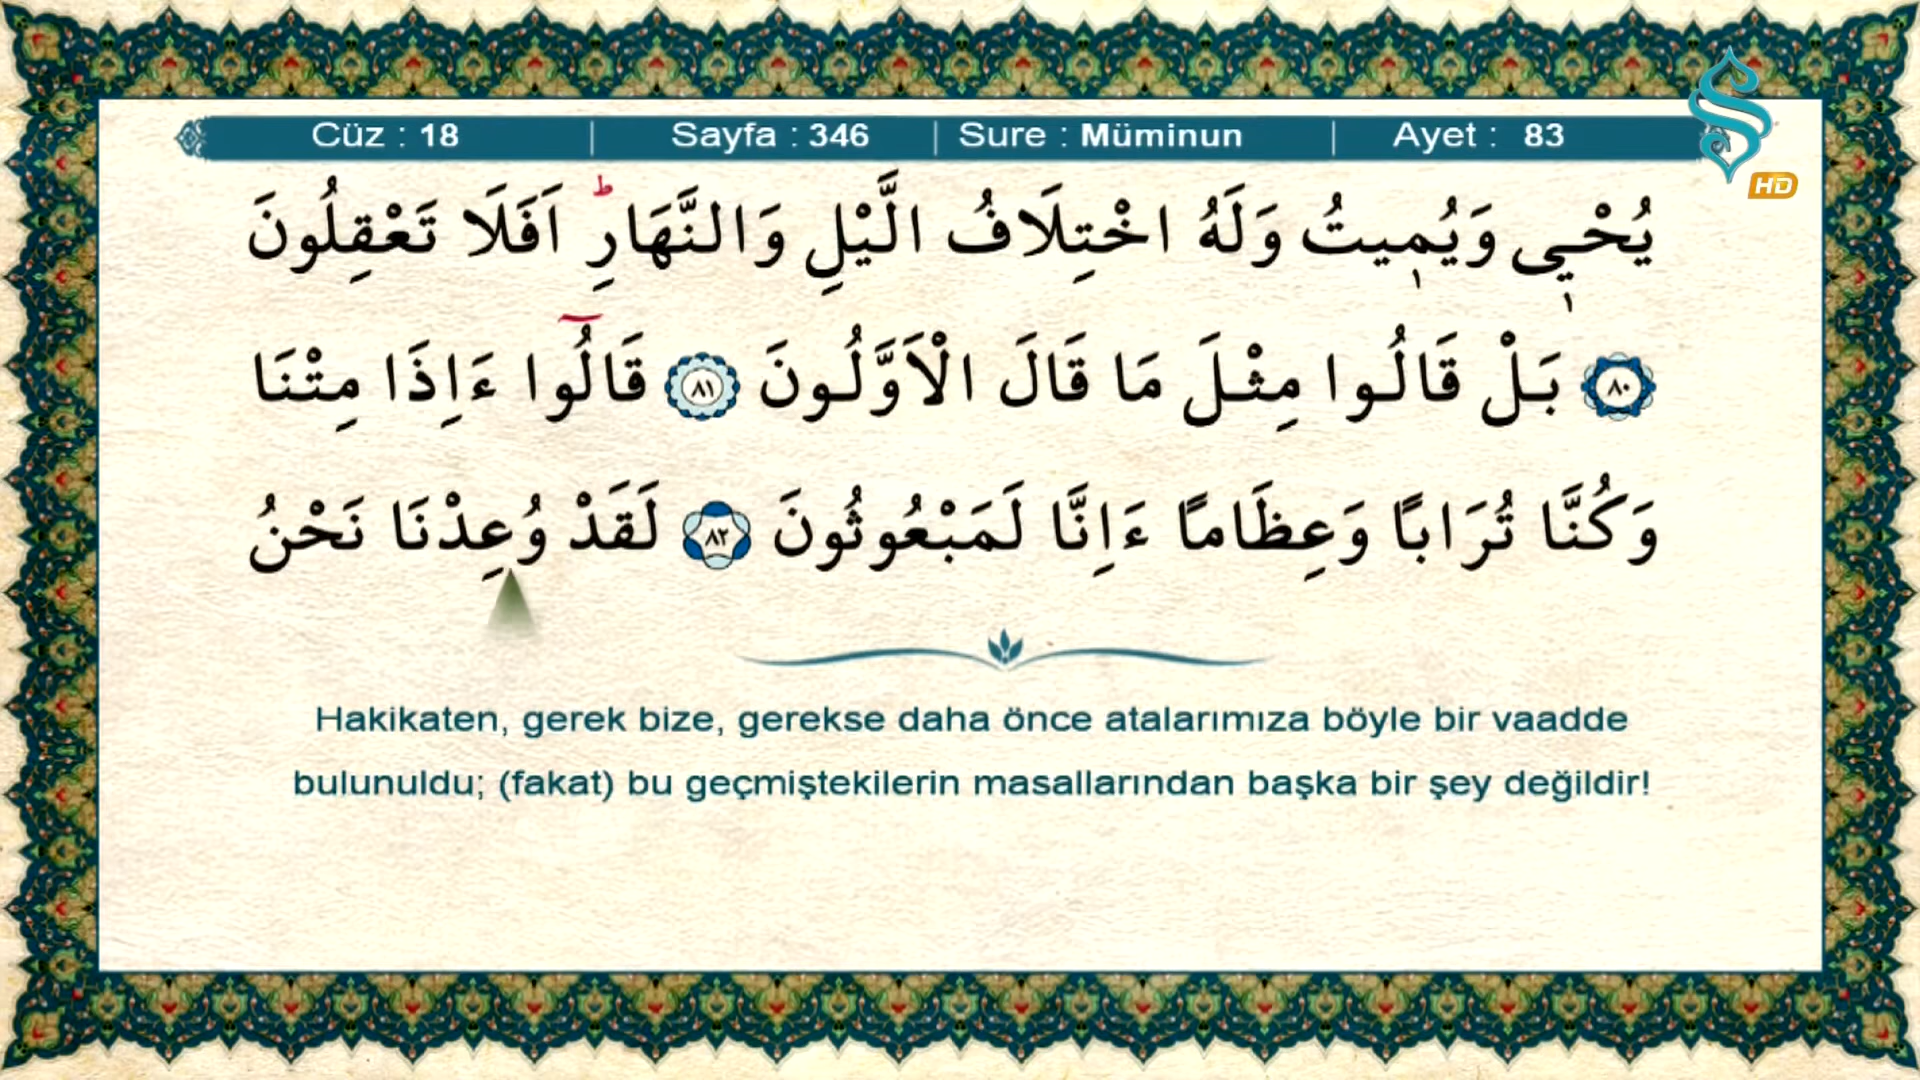 Cüz : 18 | Sayfa : 346 | Sure : Müminun | Ayet : 83
HD
يُحْيٖي وَيُمٖيتُ وَلَهُ اخْتِلَافُ الَّيْلِ وَالنَّهَارِۜ اَفَلَا تَعْقِلُونَ
٨٠ بَلْ قَالُوا مِثْلَ مَا قَالَ الْاَوَّلُونَ ٨١ قَالُٓوا ءَاِذَا مِتْنَا
وَكُنَّا تُرَابًا وَعِظَامًا ءَاِنَّا لَمَبْعُوثُونَ ٨٢ لَقَدْ وُعِدْنَا نَحْنُ
Hakikaten, gerek bize, gerekse daha önce atalarımıza böyle bir vaadde
bulunuldu; (fakat) bu geçmiştekilerin masallarından başka bir şey değildir!